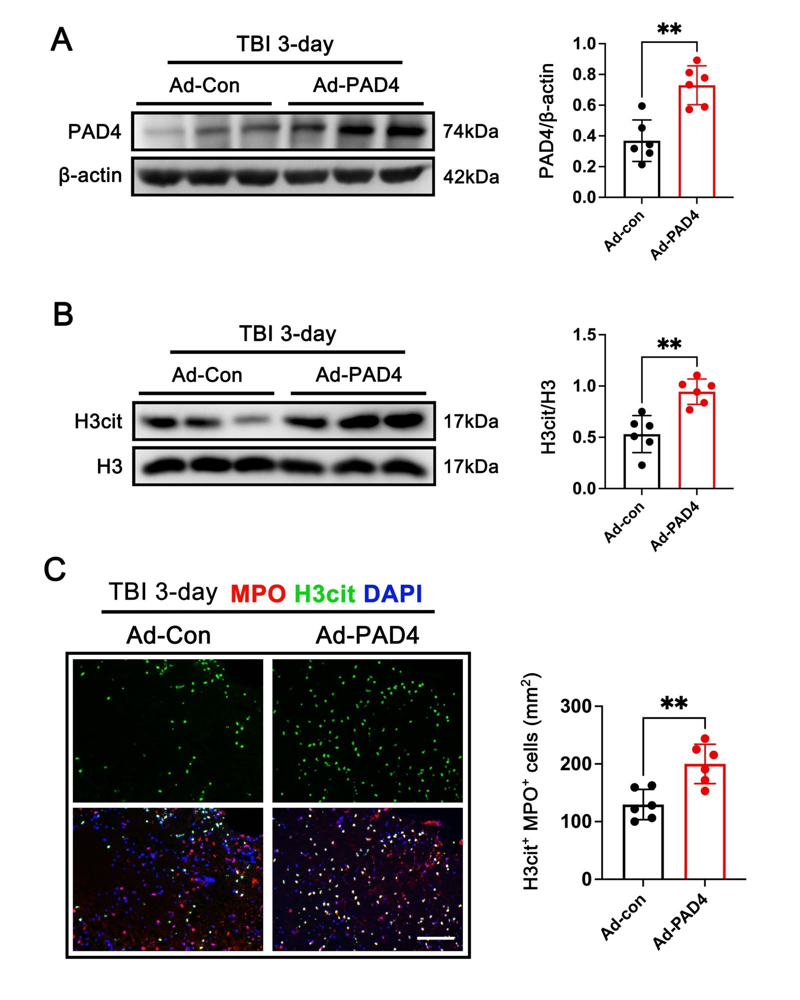 A
TBI 3-day
Ad-Con
Ad-PAD4
PAD4
74kDa
β-actin
42kDa
**
PAD4/β-actin
1.0
0.8
0.6
0.4
0.2
0.0
Ad-con
Ad-PAD4
B
TBI 3-day
Ad-Con
Ad-PAD4
H3cit
17kDa
H3
17kDa
**
H3cit/H3
1.5
1.0
0.5
0.0
Ad-con
Ad-PAD4
C
TBI 3-day MPO H3cit DAPI
Ad-Con
Ad-PAD4
**
H3cit⁺ MPO⁺ cells (mm²)
300
200
100
0
Ad-con
Ad-PAD4